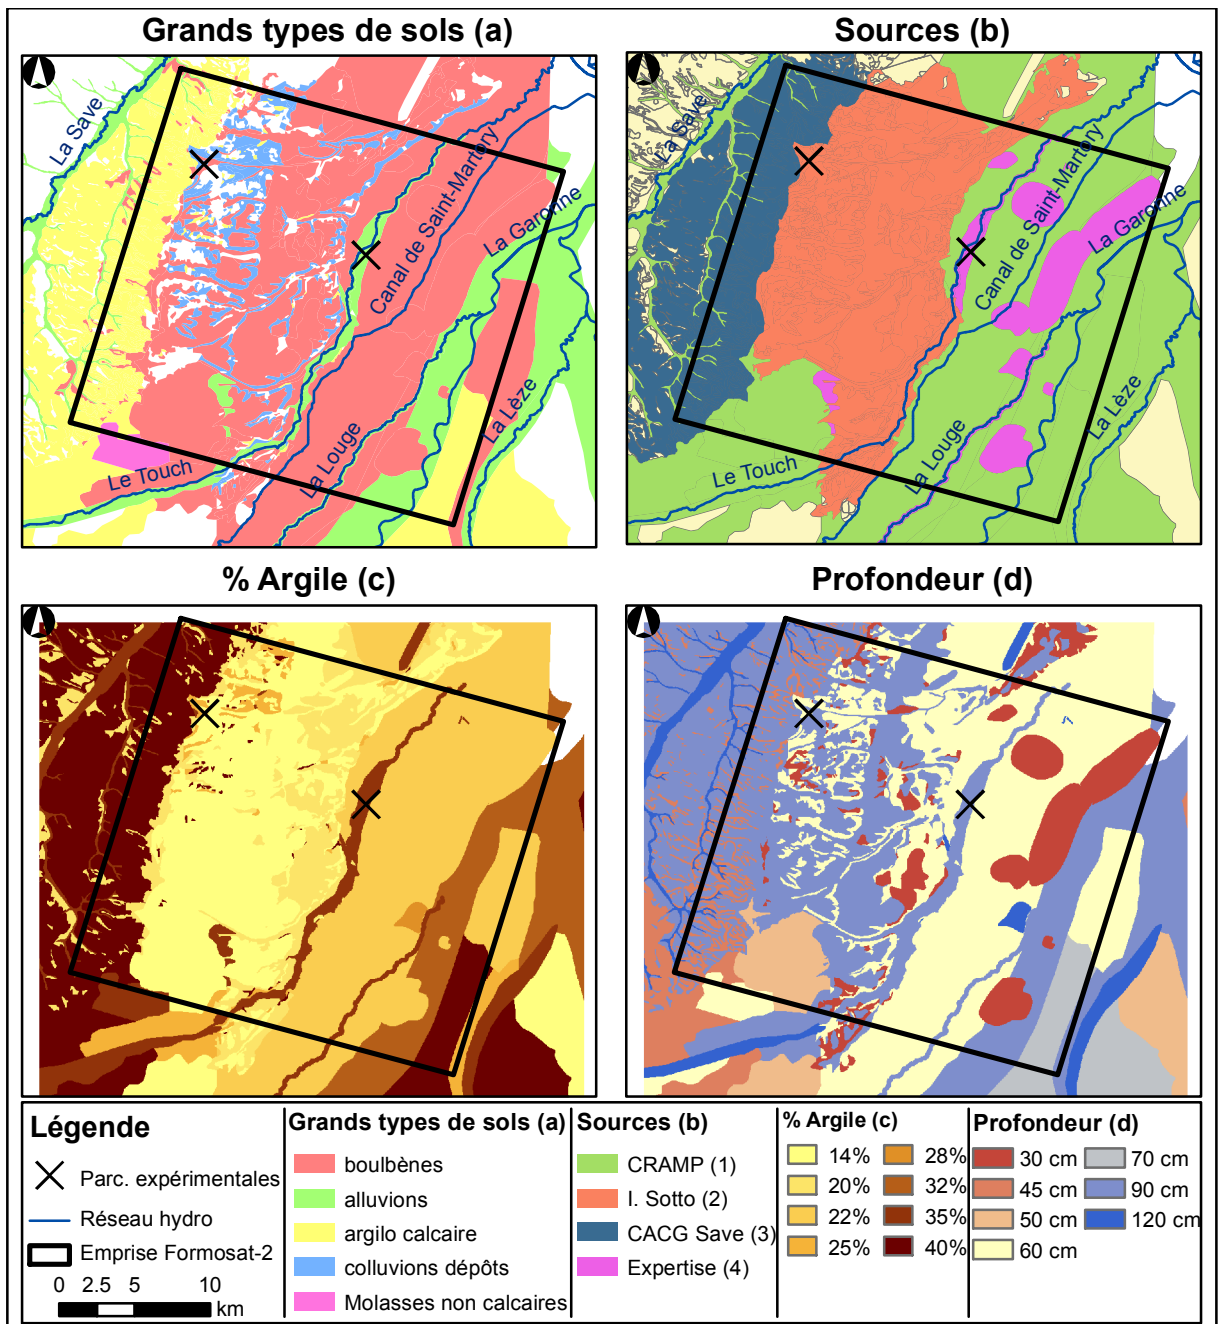 Grands types de sols (a)
Sources (b)
La Save
Canal de Saint-Martory
La Garonne
La Lèze
La Louge
Le Touch
La Save
Canal de Saint-Martory
La Garonne
La Lèze
La Louge
Le Touch
% Argile (c)
Profondeur (d)
Légende
Parc. expérimentales
Réseau hydro
Emprise Formosat-2
0 2.5 5 10
km
Grands types de sols (a)
boulbènes
alluvions
argilo calcaire
colluvions dépôts
Molasses non calcaires
Sources (b)
CRAMP (1)
I. Sotto (2)
CACG Save (3)
Expertise (4)
% Argile (c)
14%
20%
22%
25%
28%
32%
35%
40%
Profondeur (d)
30 cm
45 cm
50 cm
60 cm
70 cm
90 cm
120 cm